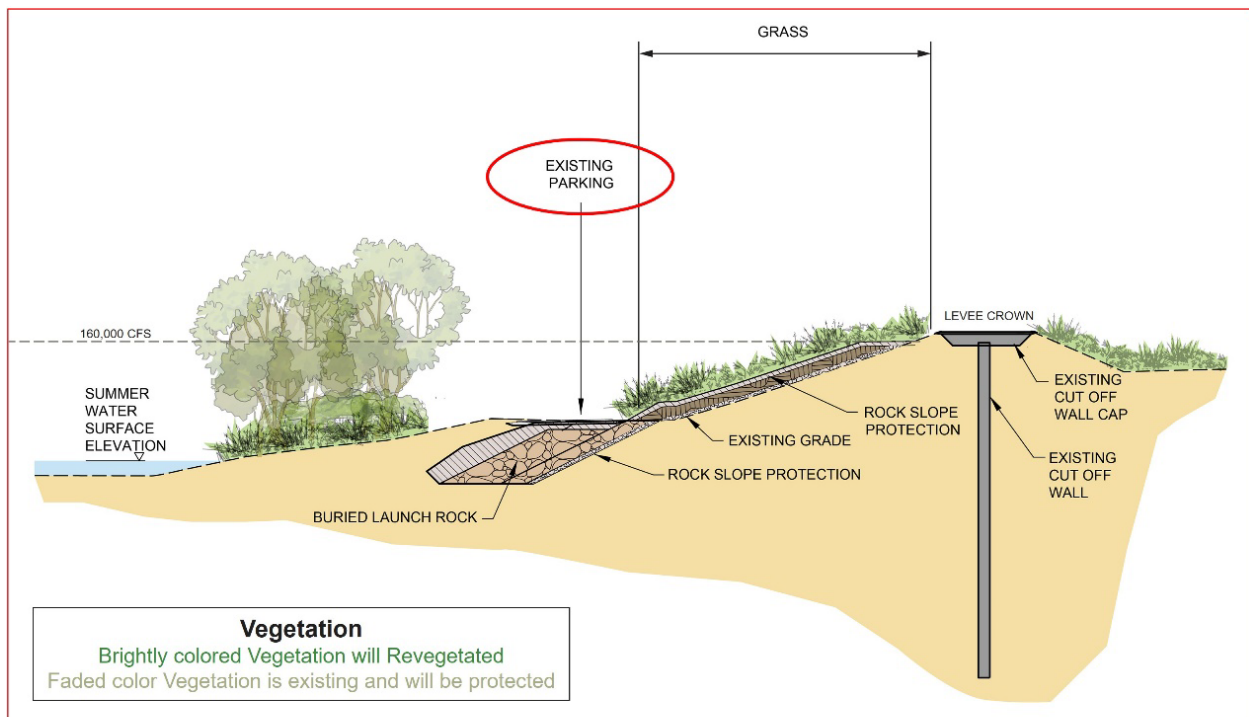 GRASS
EXISTING
PARKING
160,000 CFS
LEVEE CROWN
SUMMER
WATER
SURFACE
ELEVATION
EXISTING
CUT OFF
WALL CAP
ROCK SLOPE
PROTECTION
EXISTING GRADE
EXISTING
CUT OFF
WALL
ROCK SLOPE PROTECTION
BURIED LAUNCH ROCK
Vegetation
Brightly colored Vegetation will Revegetated
Faded color Vegetation is existing and will be protected